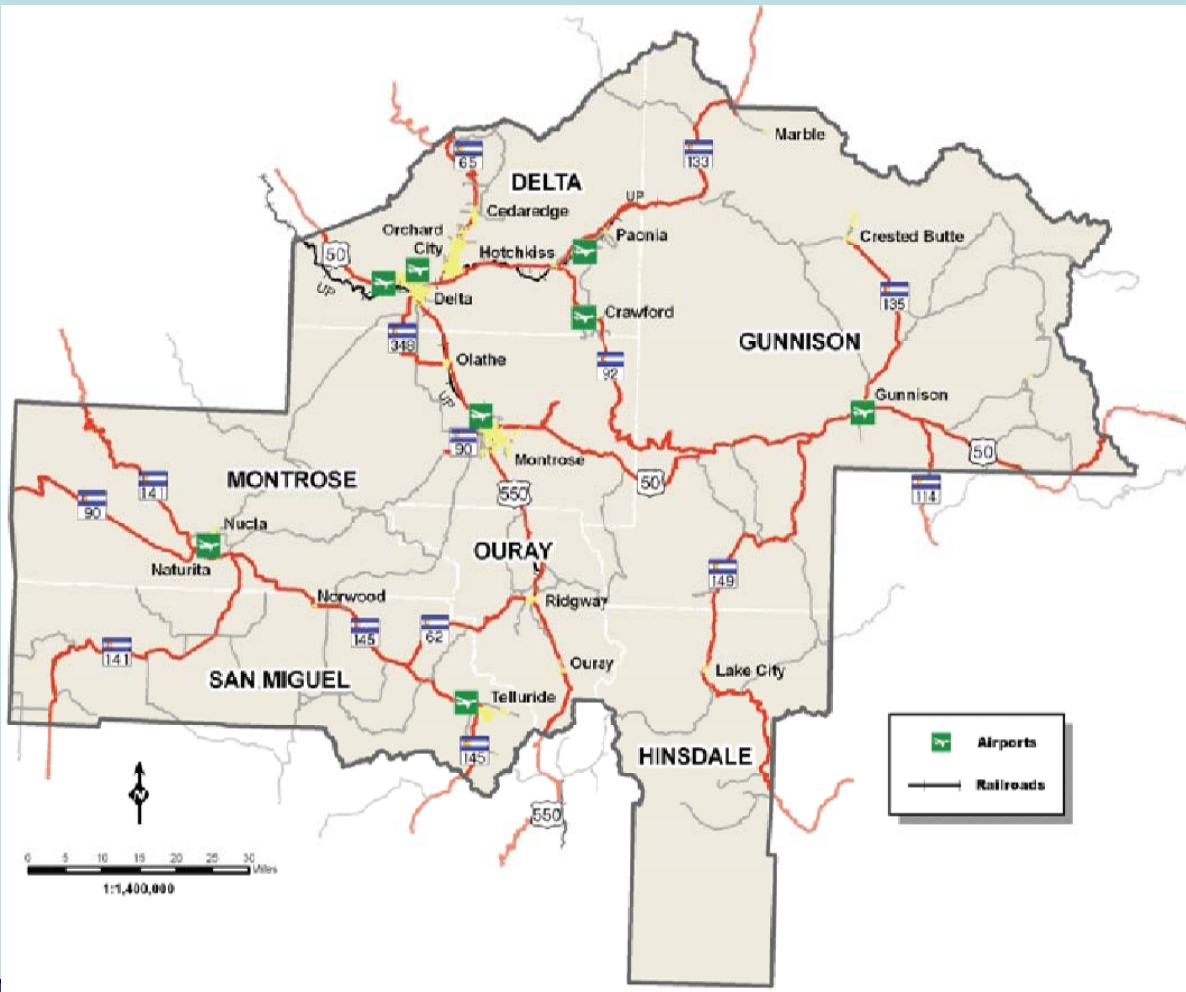 Marble
65
133
DELTA
UP
Cedaredge
Orchard
City
Paonia
Crested Butte
Hotchkiss
50
UP
135
Delta
Crawford
348
GUNNISON
Olathe
92
UP
Gunnison
90
Montrose
50
MONTROSE
141
50
550
114
90
Nucla
OURAY
Naturita
149
Norwood
Ridgway
145
62
141
Ouray
Lake City
SAN MIGUEL
Telluride
145
HINSDALE
Airports
Railroads
N
550
0 5 10 15 20 25 30
Miles
1:1,400,000